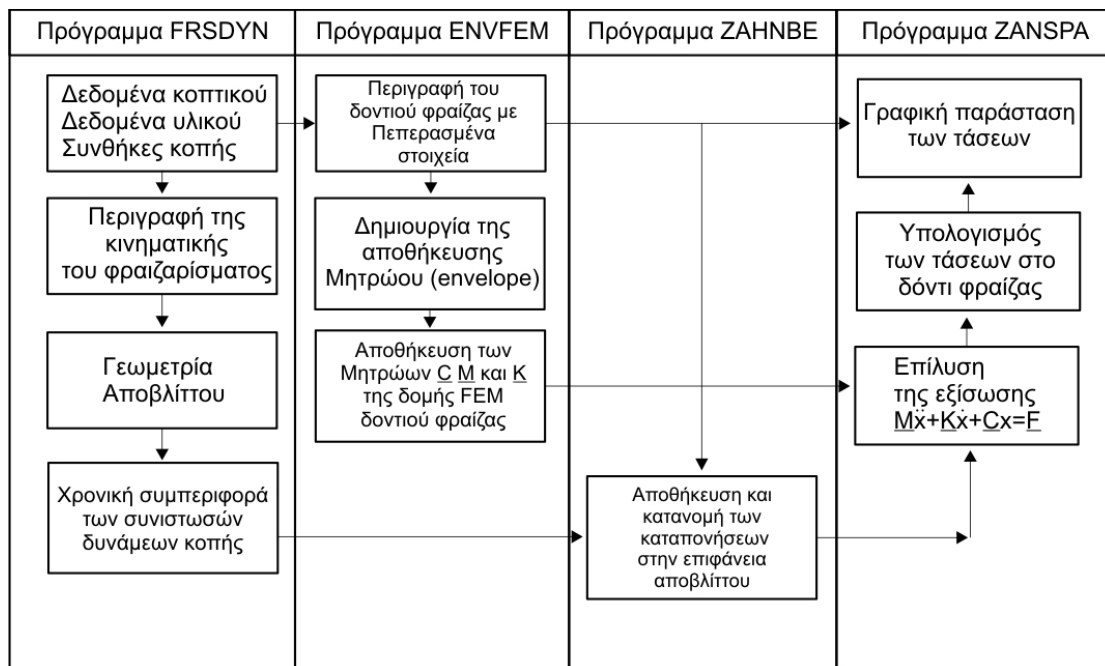 Πρόγραμμα FRSDYN
Πρόγραμμα ENVFEM
Πρόγραμμα ZAHNBE
Πρόγραμμα ZANSPA
Δεδομένα κοπτικού
Δεδομένα υλικού
Συνθήκες κοπής
Περιγραφή της
κινηματικής
του φραιζαρίσματος
Γεωμετρία
Αποβλίττου
Χρονική συμπεριφορά
των συνιστωσών
δυνάμεων κοπής
Περιγραφή του
δοντιού φραίζας με
Πεπερασμένα
στοιχεία
Δημιουργία της
αποθήκευσης
Μητρώου (envelope)
Αποθήκευση των
Μητρώων C M και K
της δομής FEM
δοντιού φραίζας
Αποθήκευση και
κατανομή των
καταπονήσεων
στην επιφάνεια
αποβλίττου
Γραφική παράσταση
των τάσεων
Υπολογισμός
των τάσεων στο
δόντι φραίζας
Επίλυση
της εξίσωσης
Mẍ+Kẋ+Cx=F